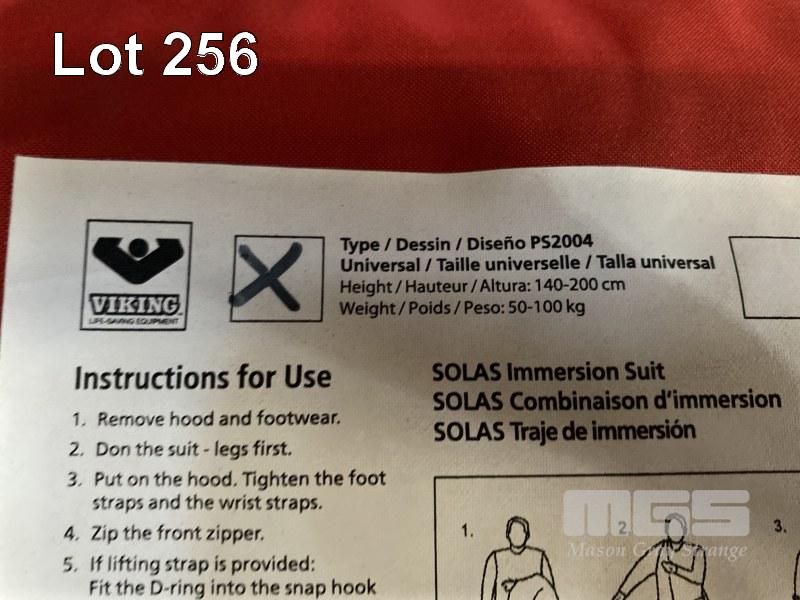 Lot 256
VIKING
LIFE-SAVING EQUIPMENT
Type / Dessin / Diseño PS2004
Universal / Taille universelle / Talla universal
Height / Hauteur / Altura: 140-200 cm
Weight / Poids / Peso: 50-100 kg
Instructions for Use
1. Remove hood and footwear.
2. Don the suit - legs first.
3. Put on the hood. Tighten the foot
straps and the wrist straps.
4. Zip the front zipper.
5. If lifting strap is provided:
Fit the D-ring into the snap hook
SOLAS Immersion Suit
SOLAS Combinaison d'immersion
SOLAS Traje de immersión
1.
2.
3.
MGS
Mason Gray Strange